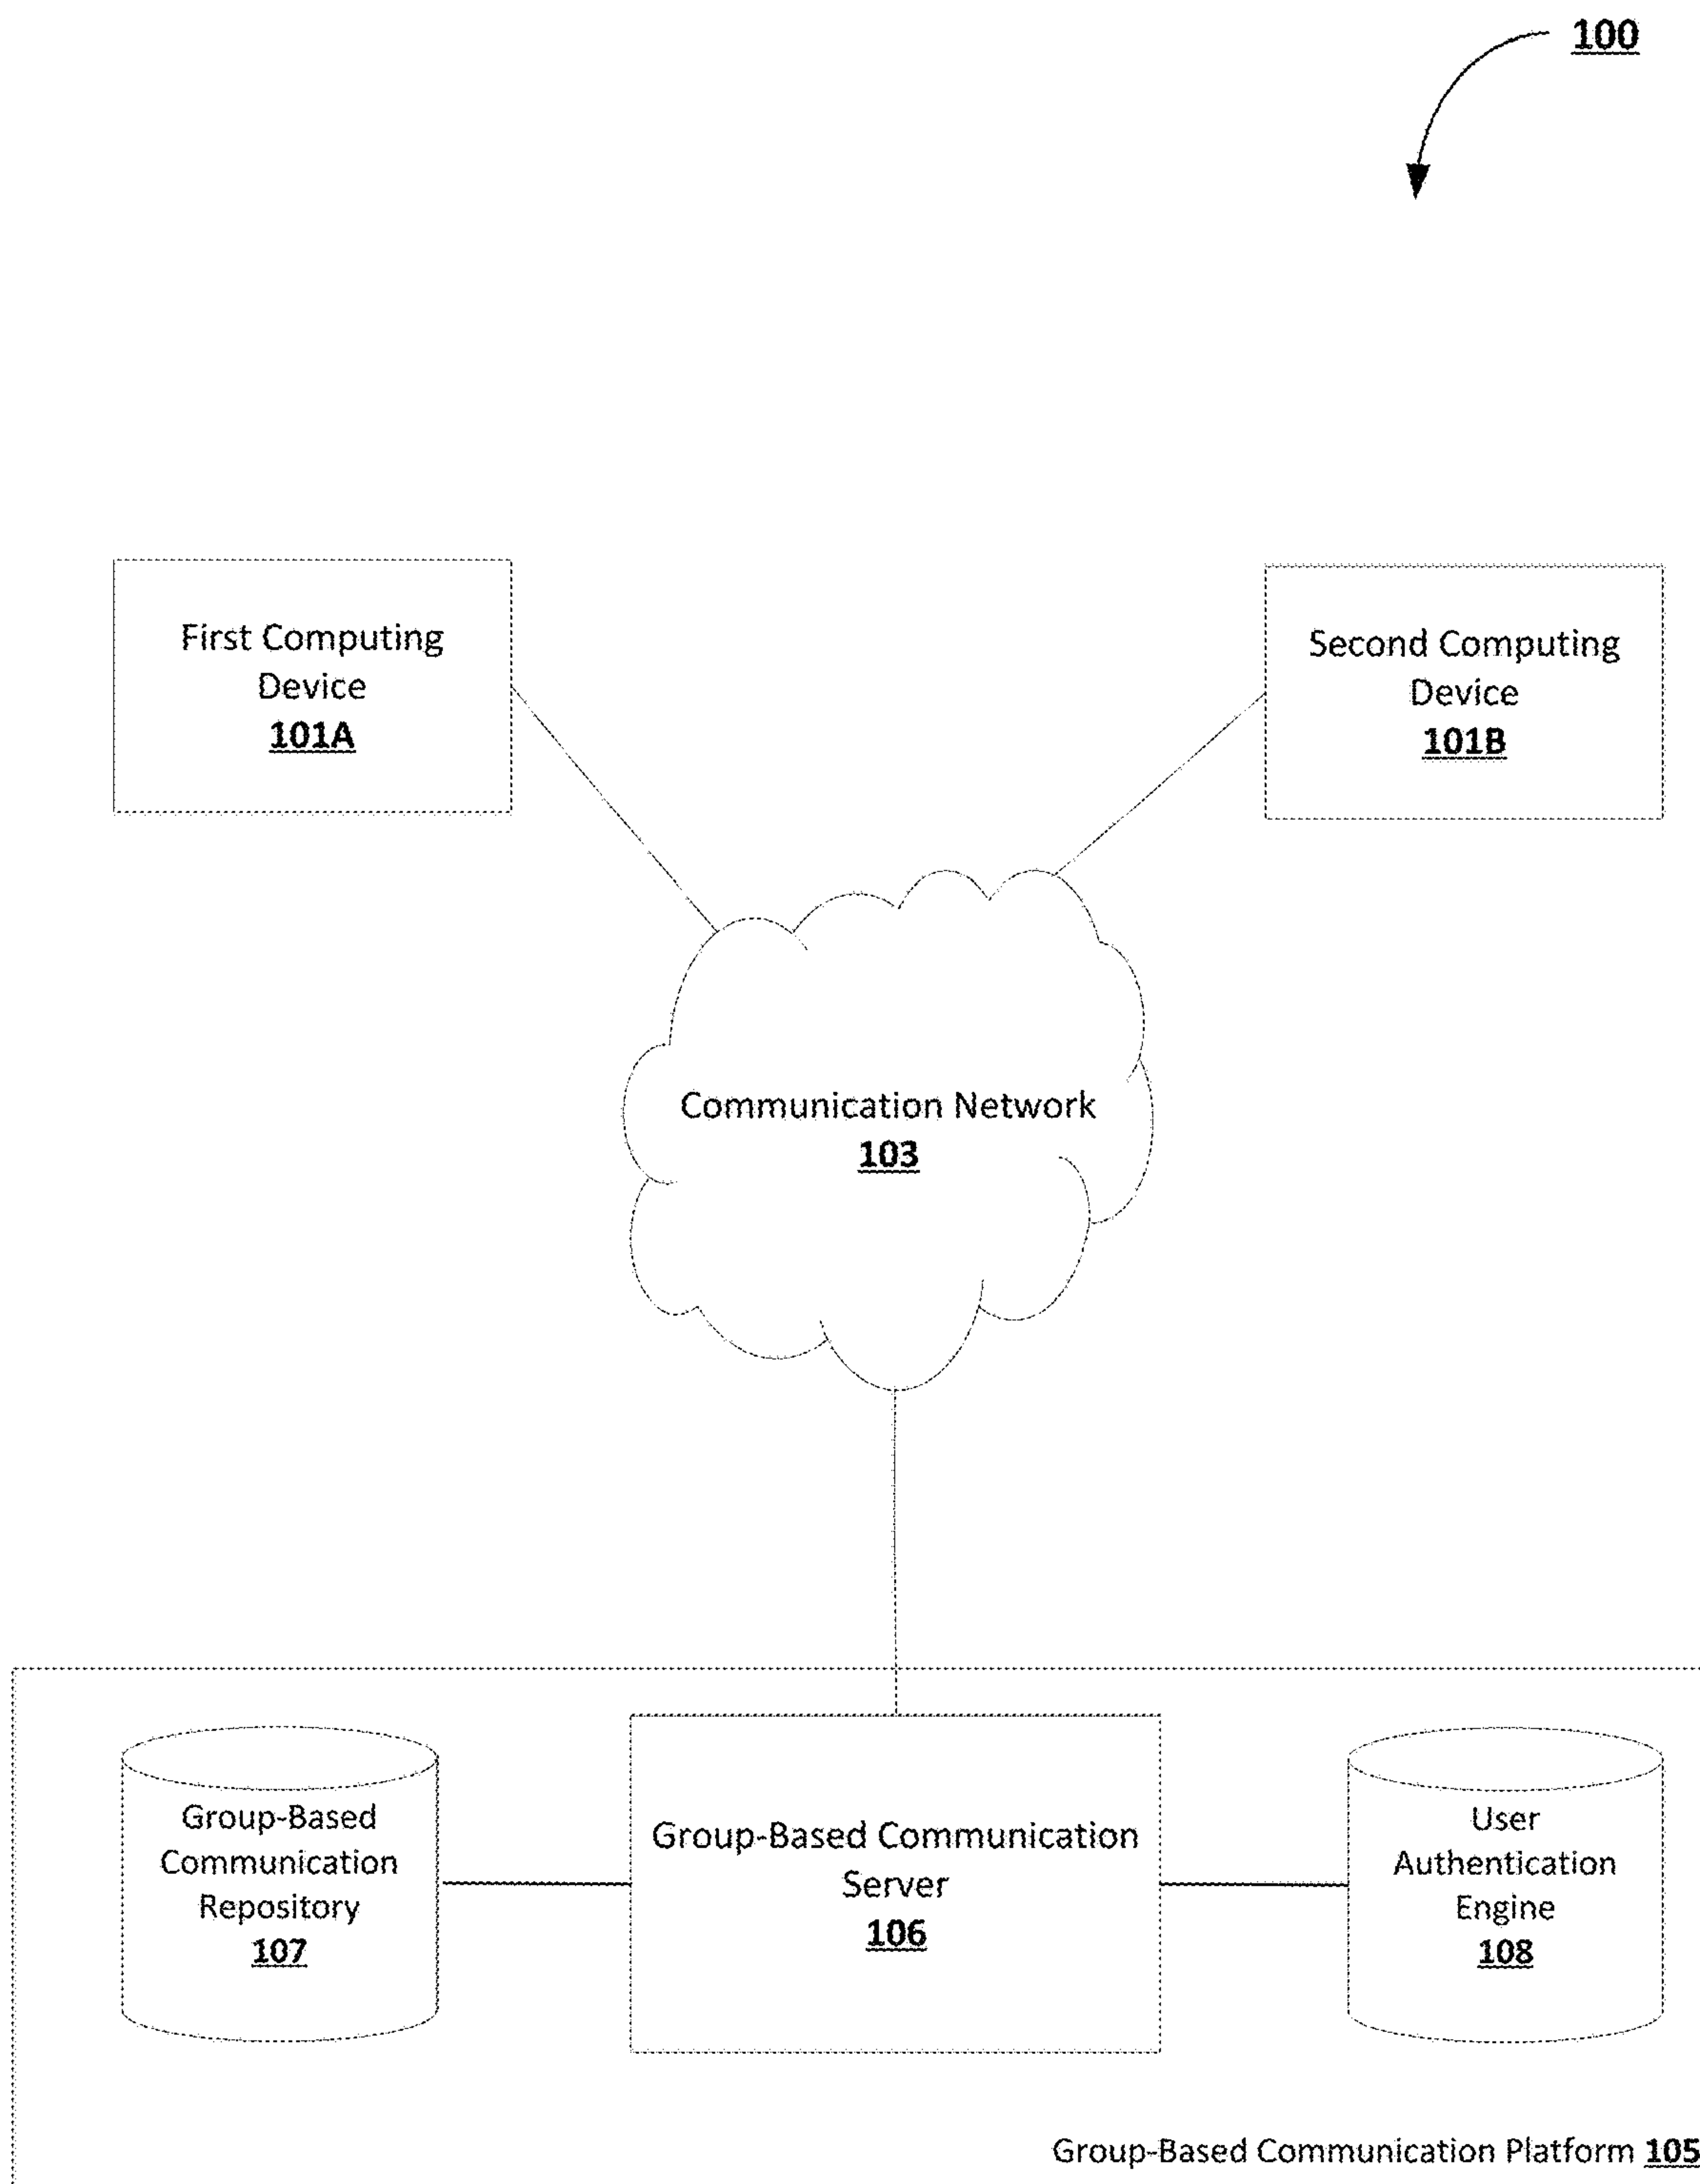 100
First Computing
Device
101A
Second Computing
Device
101B
Communication Network
103
Group-Based
Communication
Repository
107
Group-Based Communication
Server
106
User
Authentication
Engine
108
Group-Based Communication Platform 105